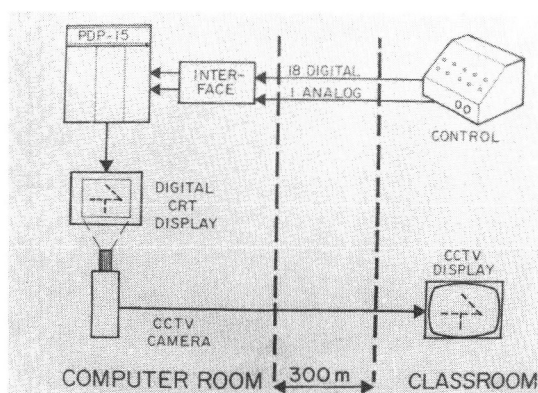 PDP-15
INTER-
FACE
18 DIGITAL
1 ANALOG
CONTROL
DIGITAL
CRT
DISPLAY
CCTV
DISPLAY
CCTV
CAMERA
COMPUTER ROOM
300 m
CLASSROOM